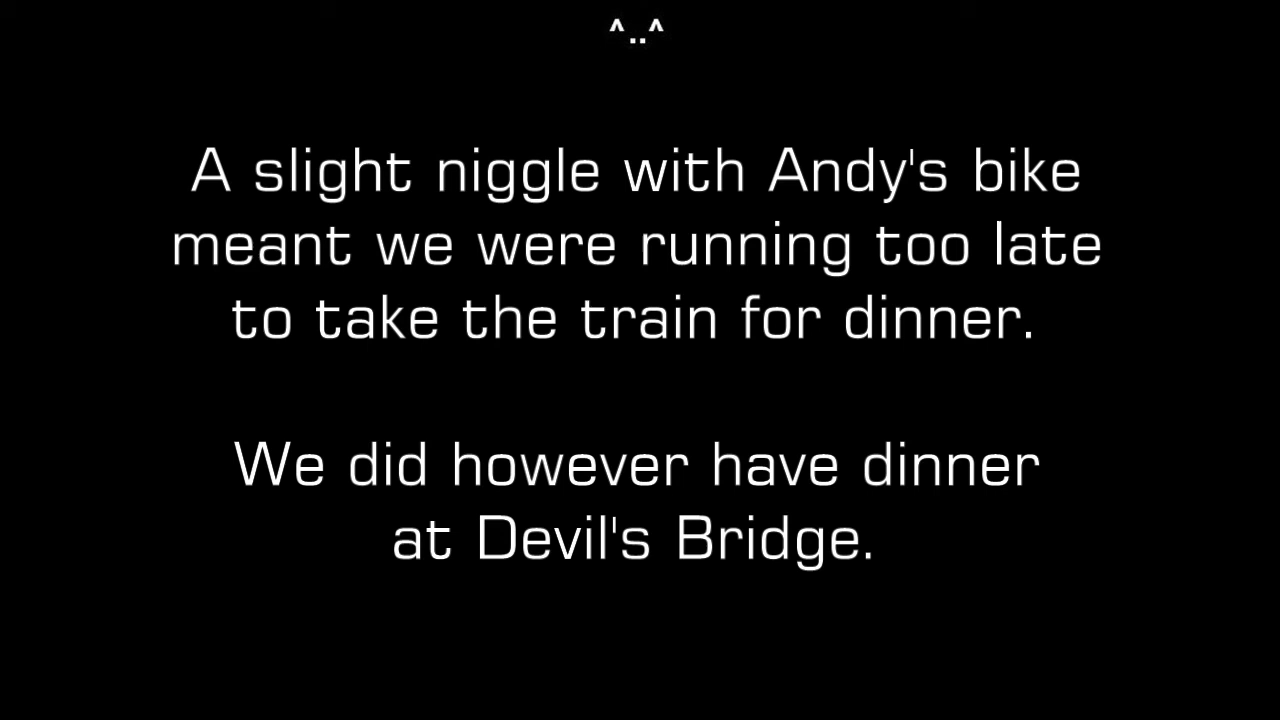 ^..^
A slight niggle with Andy's bike
meant we were running too late
to take the train for dinner.
We did however have dinner
at Devil's Bridge.